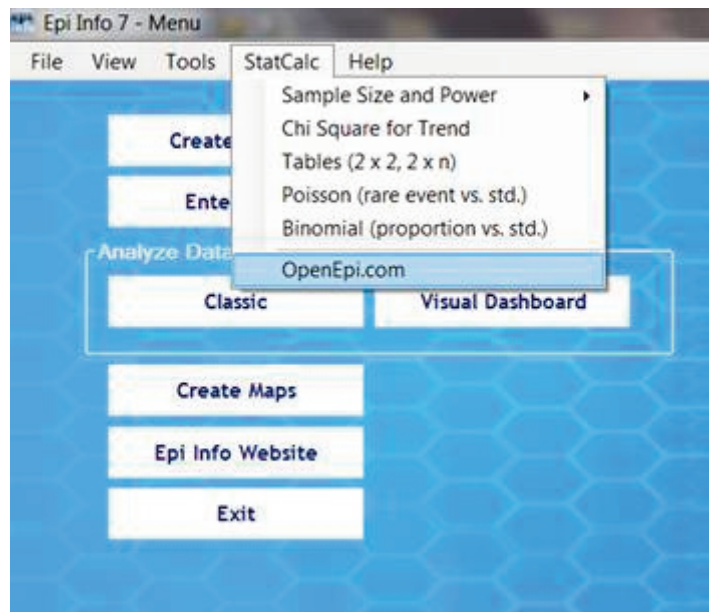 Epi Info 7 - Menu
File View Tools StatCalc Help
Sample Size and Power
Chi Square for Trend
Tables (2 x 2, 2 x n)
Poisson (rare event vs. std.)
Binomial (proportion vs. std.)
OpenEpi.com
Create
Ente
Analyze Data
Classic Visual Dashboard
Create Maps
Epi Info Website
Exit